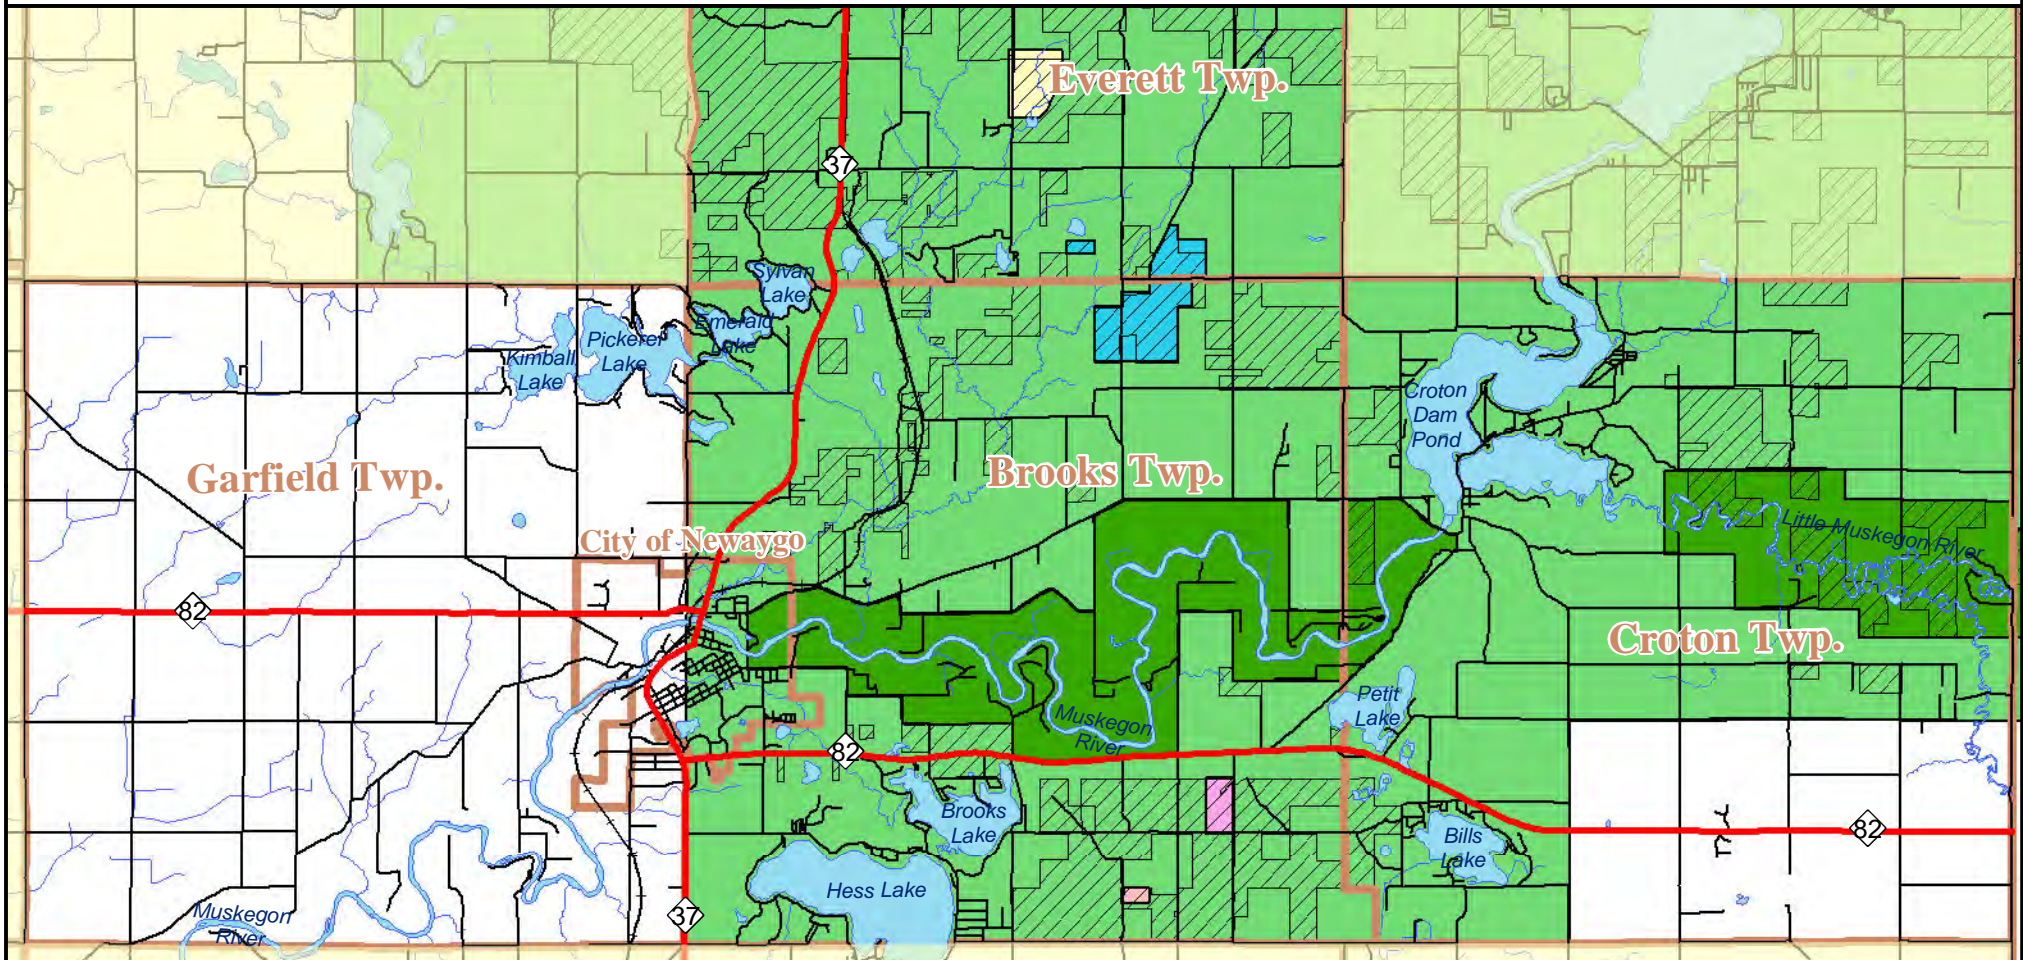 Everett Twp.
37
Sylvan
Lake
Emerald
Lake
Pickerel
Lake
Kimball
Lake
Croton
Dam
Pond
Garfield Twp.
Brooks Twp.
Little Muskegon River
City of Newaygo
82
Croton Twp.
Petit
Lake
Muskegon
River
82
Brooks
Lake
82
Bills
Lake
Hess Lake
37
Muskegon
River